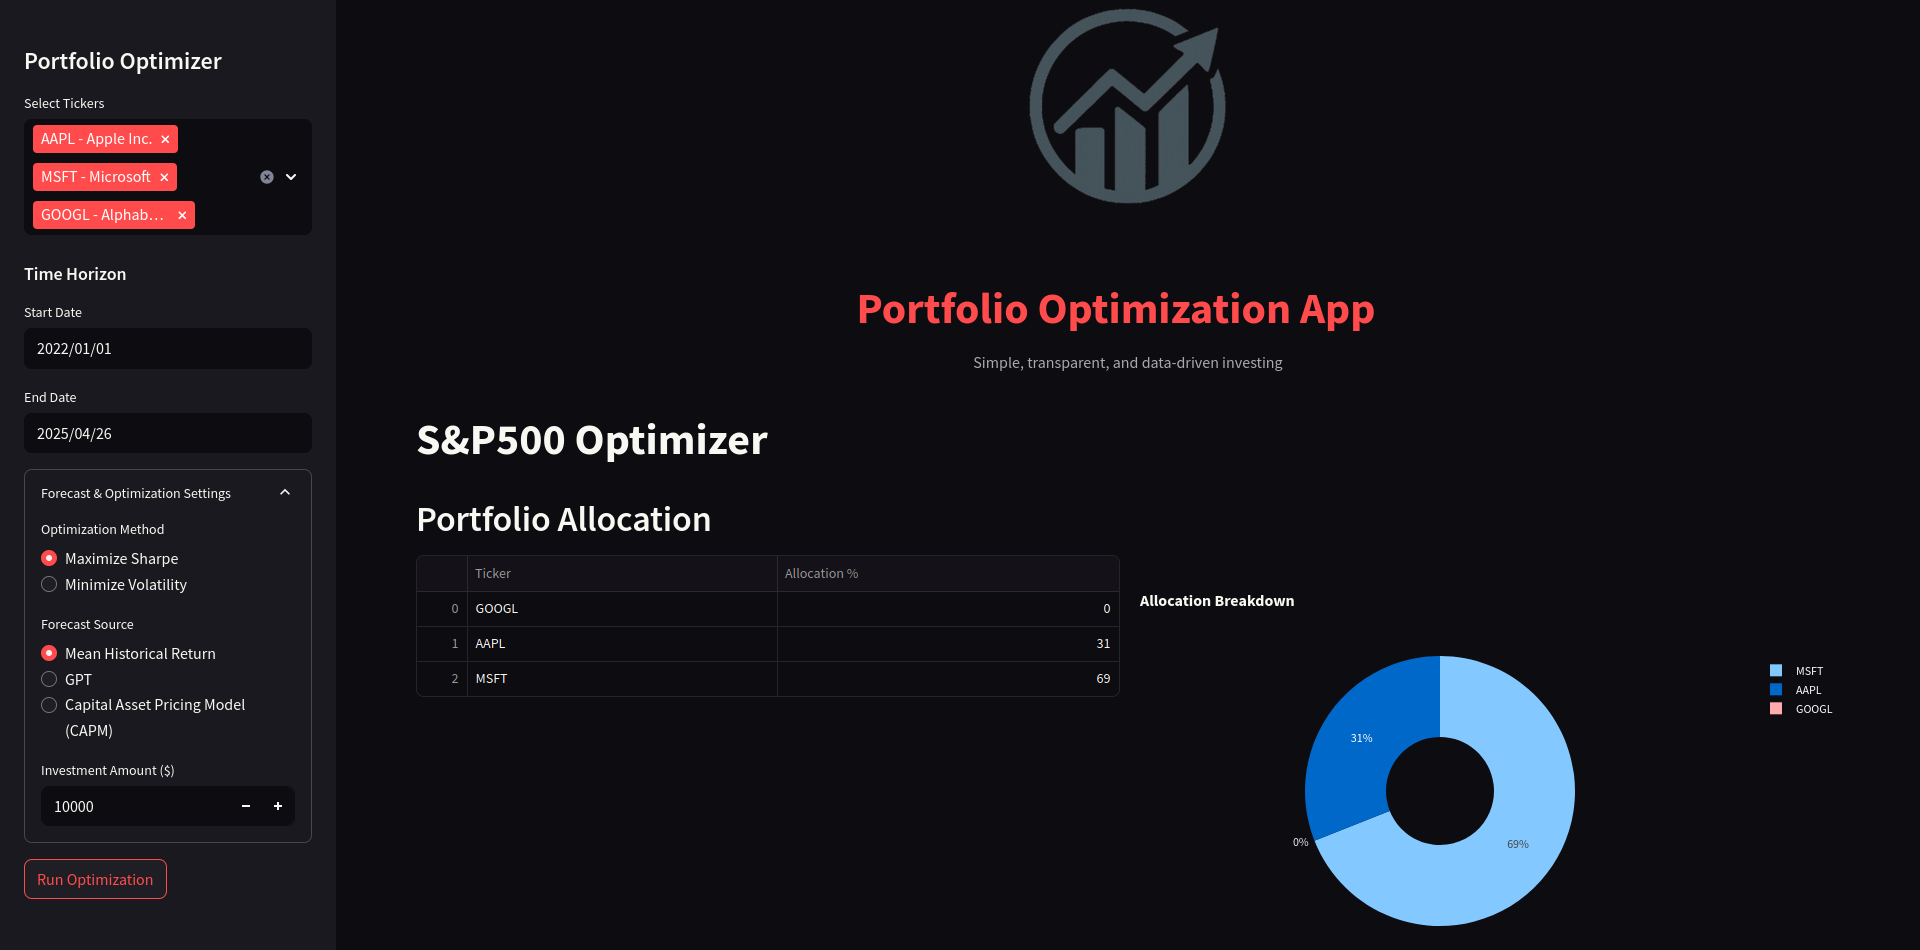 Portfolio Optimizer
Select Tickers
AAPL - Apple Inc.
MSFT - Microsoft
GOOGL - Alphab...
Time Horizon
Start Date
2022/01/01
End Date
2025/04/26
Forecast & Optimization Settings
Optimization Method
Maximize Sharpe
Minimize Volatility
Forecast Source
Mean Historical Return
GPT
Capital Asset Pricing Model
(CAPM)
Investment Amount ($)
10000
Run Optimization
Portfolio Optimization App
Simple, transparent, and data-driven investing
S&P500 Optimizer
Portfolio Allocation
Ticker Allocation %
0 GOOGL 0
1 AAPL 31
2 MSFT 69
Allocation Breakdown
31%
0%
69%
MSFT
AAPL
GOOGL